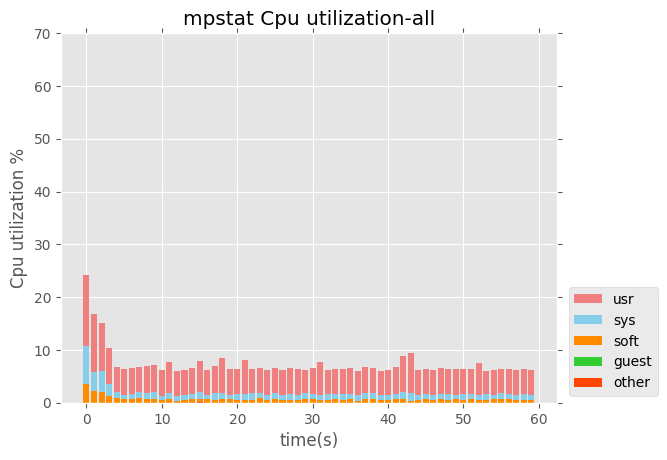 mpstat Cpu utilization-all
70
60
50
40
30
20
10
0
Cpu utilization %
0 10 20 30 40 50 60
time(s)
usr
sys
soft
guest
other